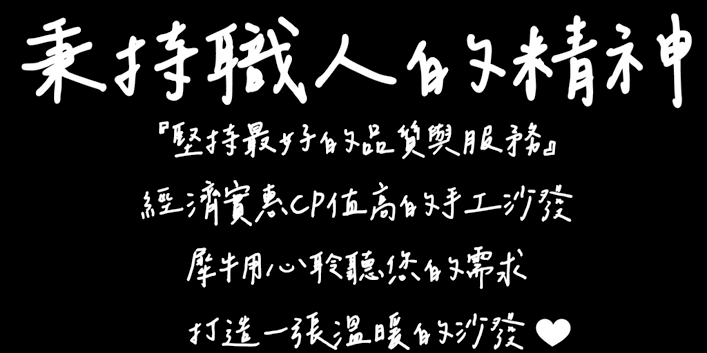 秉持職人的精神
『堅持最好的品質與服務』
經濟實惠CP值高的手工沙發
犀牛用心聆聽您的需求
打造一張溫暖的沙發♥